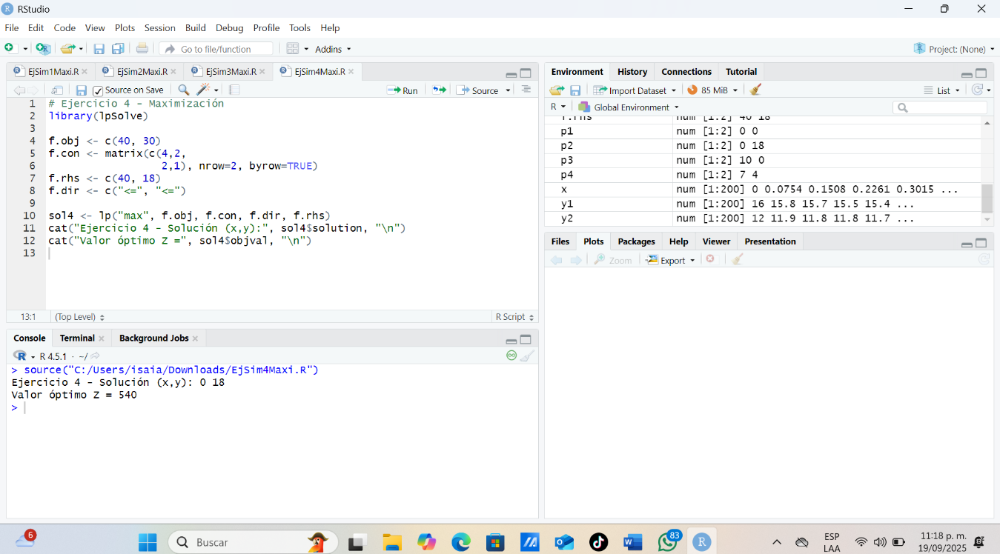 RStudio
File Edit Code View Plots Session Build Debug Profile Tools Help
Go to file/function Addins Project: (None)
EjSim1Maxi.R EjSim2Maxi.R EjSim3Maxi.R EjSim4Maxi.R
Source on Save Run Source
1 # Ejercicio 4 - Maximización
2 library(lpSolve)
3
4 f.obj <- c(40, 30)
5 f.con <- matrix(c(4,2,
6 2,1), nrow=2, byrow=TRUE)
7 f.rhs <- c(40, 18)
8 f.dir <- c("<=", "<=")
9
10 sol4 <- lp("max", f.obj, f.con, f.dir, f.rhs)
11 cat("Ejercicio 4 - Solución (x,y):", sol4$solution, "\n")
12 cat("Valor óptimo Z =", sol4$objval, "\n")
13
13:1 (Top Level) R Script
Console Terminal Background Jobs
R 4.5.1 · ~/
> source("C:/Users/isaia/Downloads/EjSim4Maxi.R")
Ejercicio 4 - Solución (x,y): 0 18
Valor óptimo Z = 540
>
Environment History Connections Tutorial
Import Dataset 85 MiB List
R Global Environment
f.rhs num [1:2] 40 18
p1 num [1:2] 0 0
p2 num [1:2] 0 18
p3 num [1:2] 10 0
p4 num [1:2] 7 4
x num [1:200] 0 0.0754 0.1508 0.2261 0.3015 ...
y1 num [1:200] 16 15.8 15.7 15.5 15.4 ...
y2 num [1:200] 12 11.9 11.8 11.8 11.7 ...
Files Plots Packages Help Viewer Presentation
Zoom Export
6 Buscar 83 ESP LAA 11:18 p. m. 19/09/2025